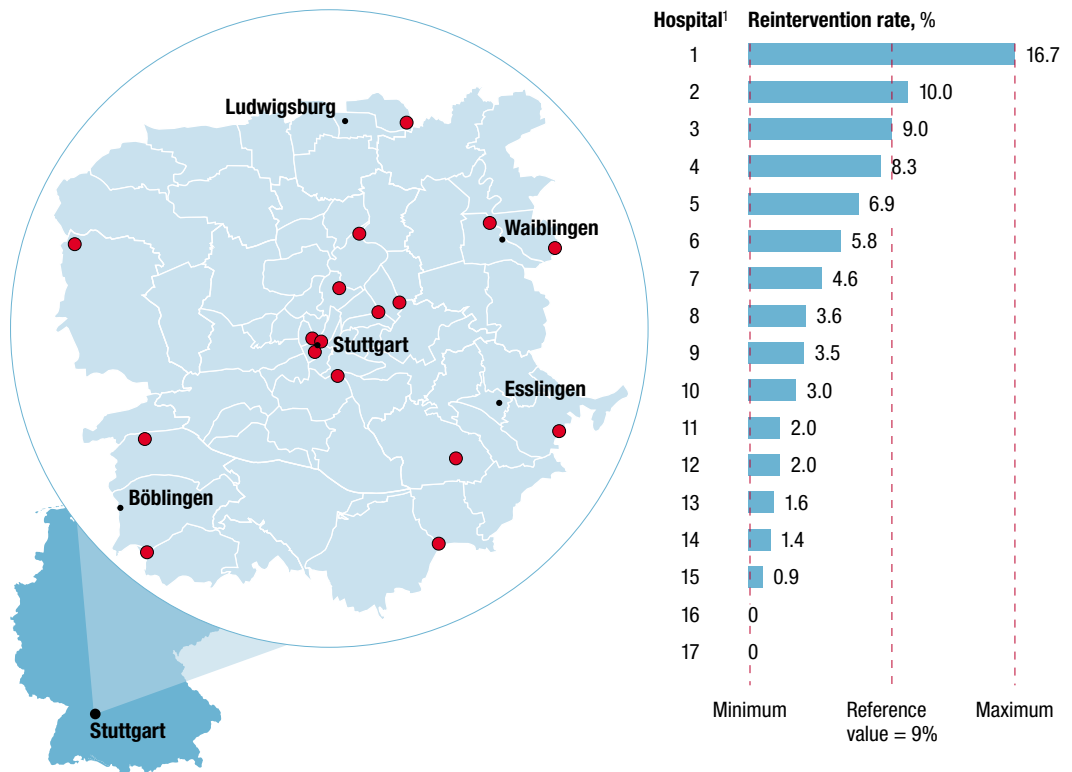 Hospital¹ Reintervention rate, %
1 16.7
2 10.0
3 9.0
4 8.3
5 6.9
6 5.8
7 4.6
8 3.6
9 3.5
10 3.0
11 2.0
12 2.0
13 1.6
14 1.4
15 0.9
16 0
17 0
Minimum
Reference
value = 9%
Maximum
Ludwigsburg
Waiblingen
Stuttgart
Esslingen
Böblingen
Stuttgart